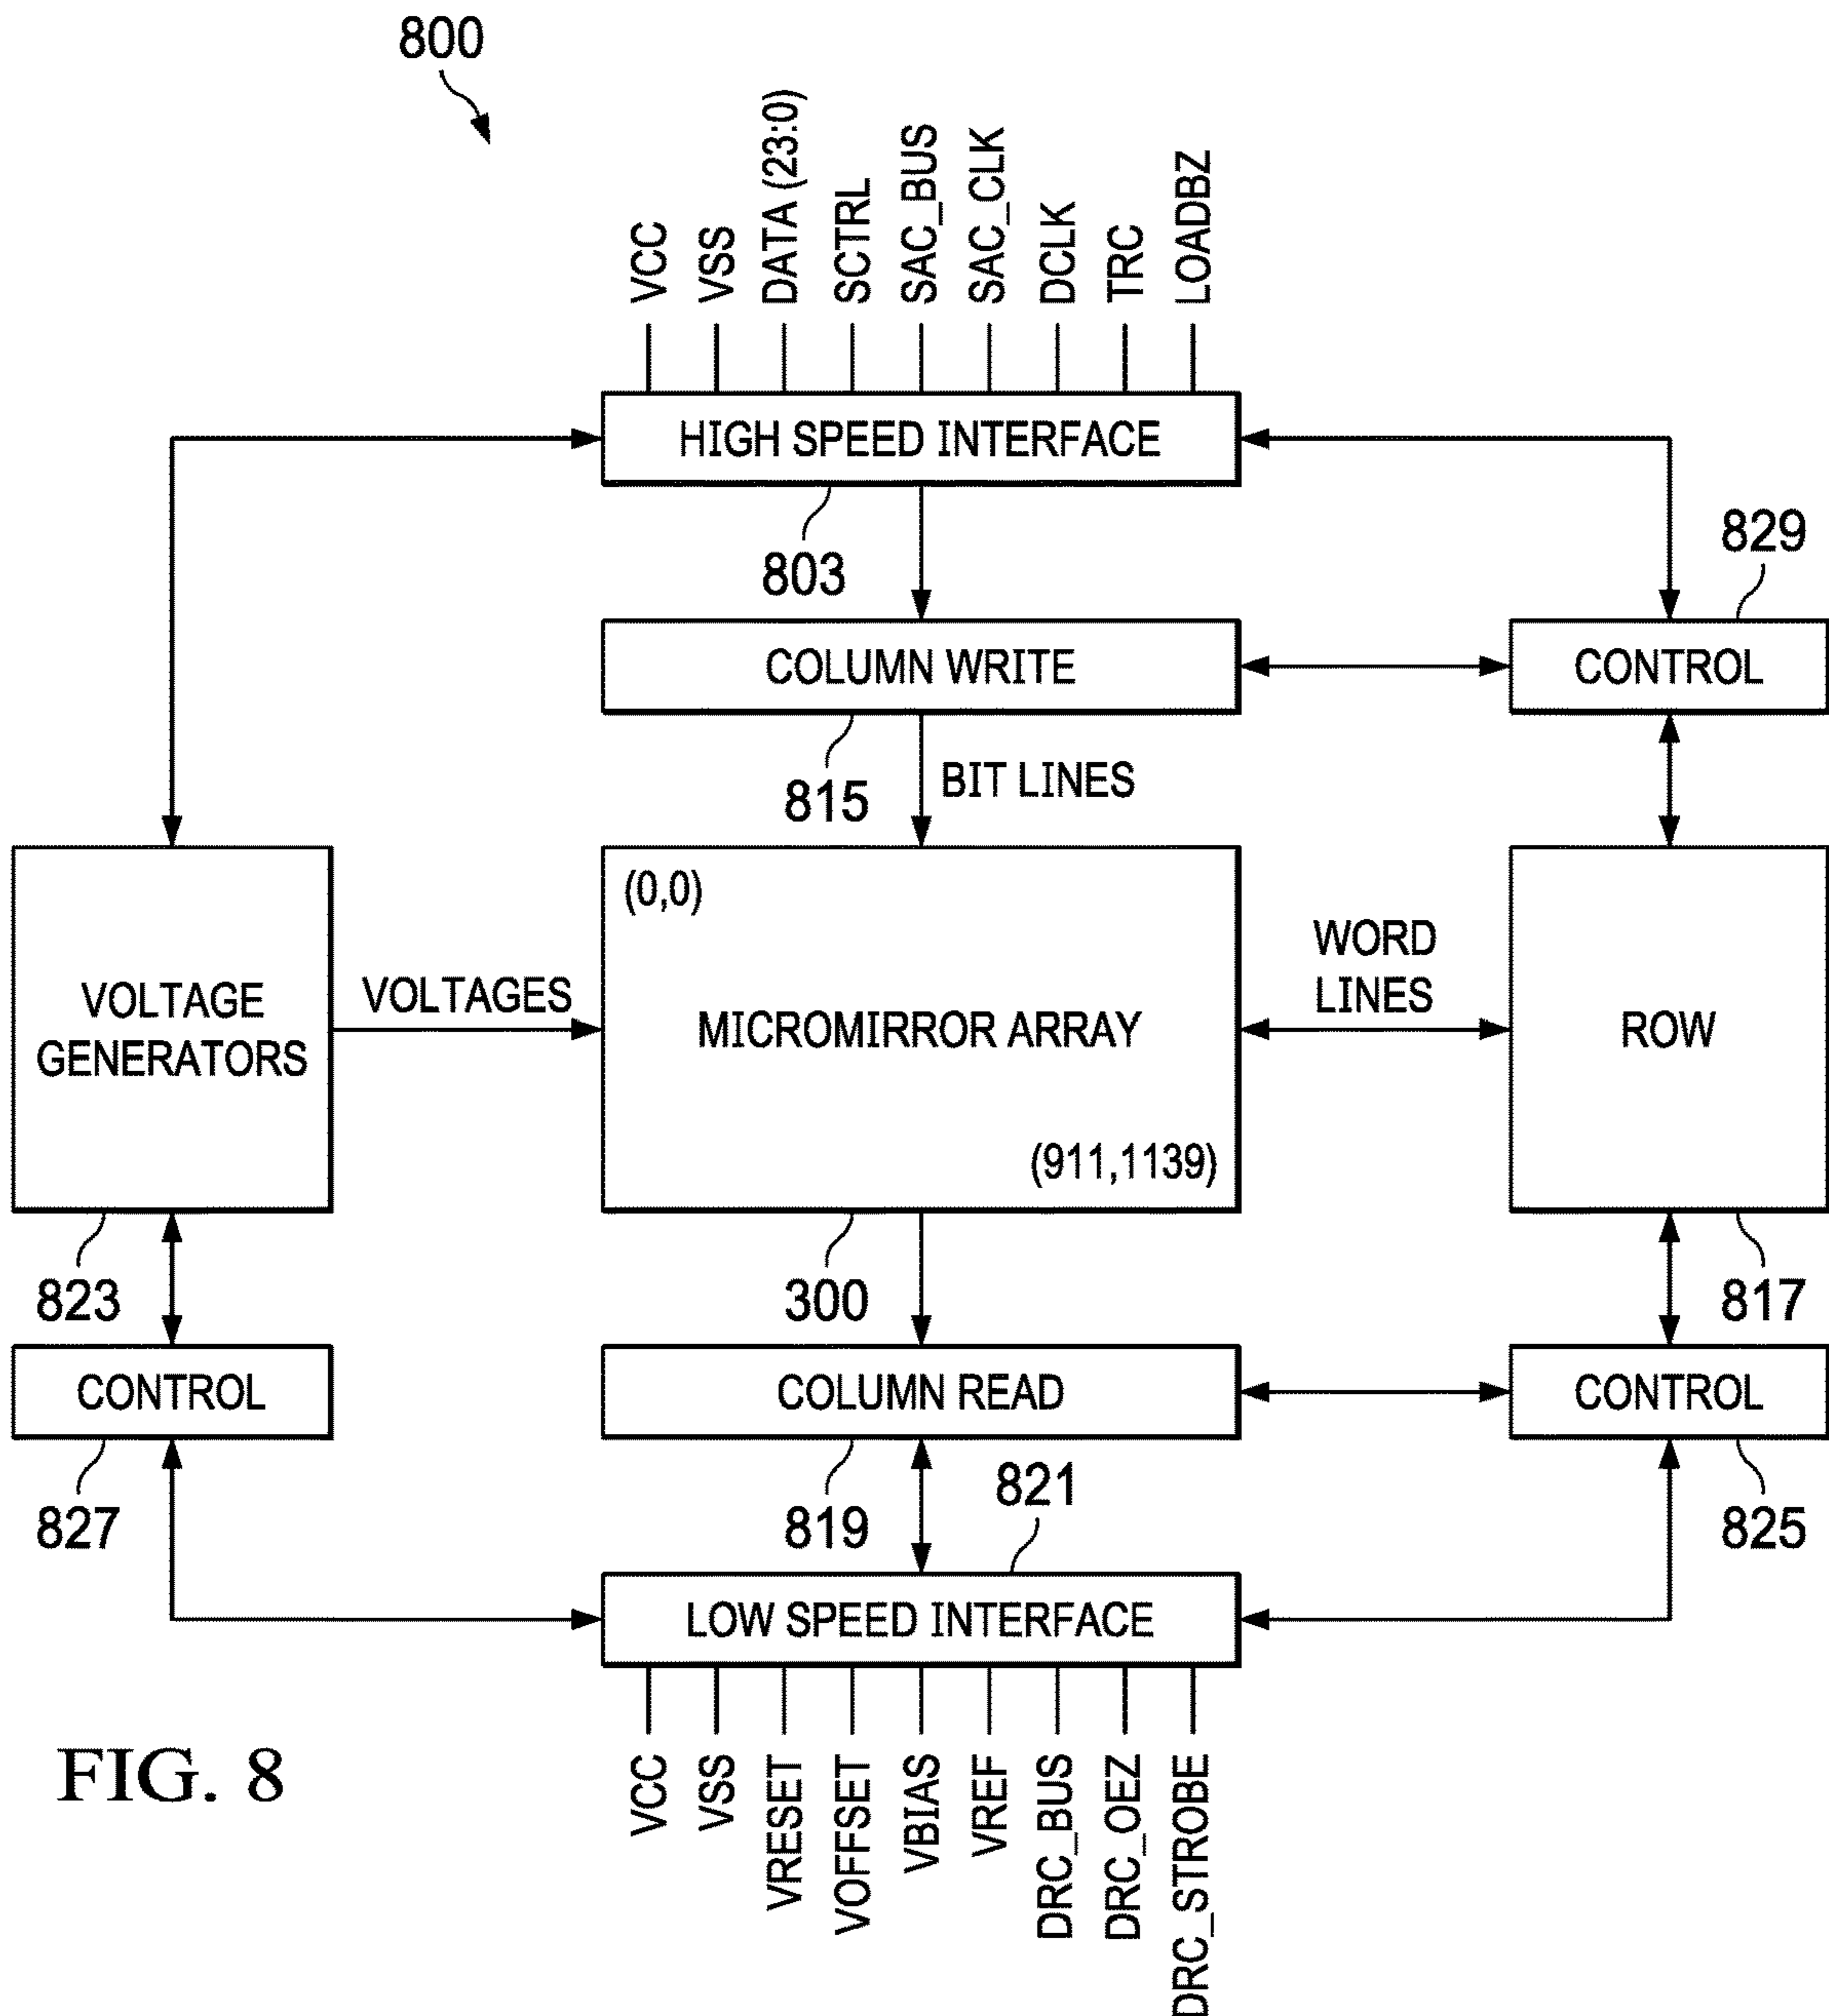 800
VCC
VSS
DATA (23:0)
SCTRL
SAC_BUS
SAC_CLK
DCLK
TRC
LOADBZ
HIGH SPEED INTERFACE
803
829
COLUMN WRITE
CONTROL
815
BIT LINES
(0,0)
VOLTAGE
GENERATORS
VOLTAGES
MICROMIRROR ARRAY
WORD
LINES
ROW
(911,1139)
823
300
817
CONTROL
COLUMN READ
CONTROL
827
819
821
825
LOW SPEED INTERFACE
VCC
VSS
VRESET
VOFFSET
VBIAS
VREF
DRC_BUS
DRC_OEZ
DRC_STROBE
FIG. 8